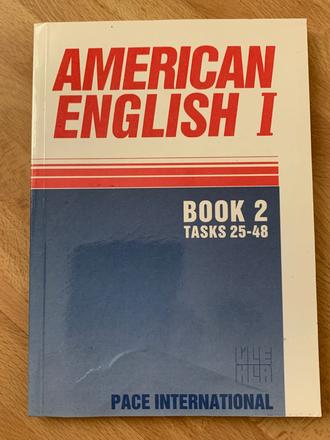 AMERICAN
ENGLISH I
BOOK 2
TASKS 25-48
PACE INTERNATIONAL